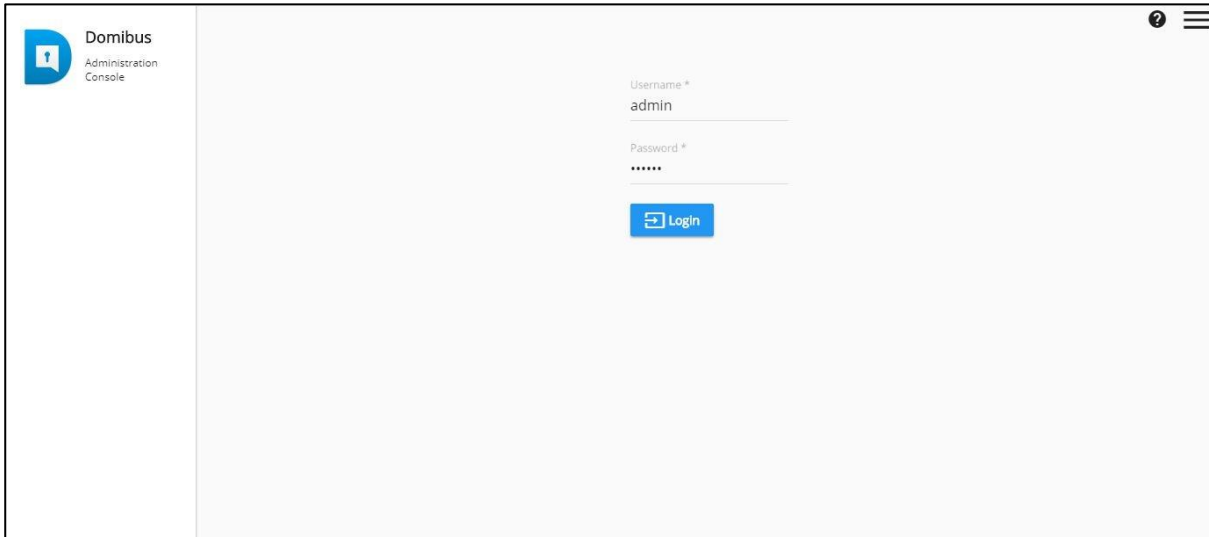 Domibus
Administration
Console
Username *
admin
Password *
••••••
Login